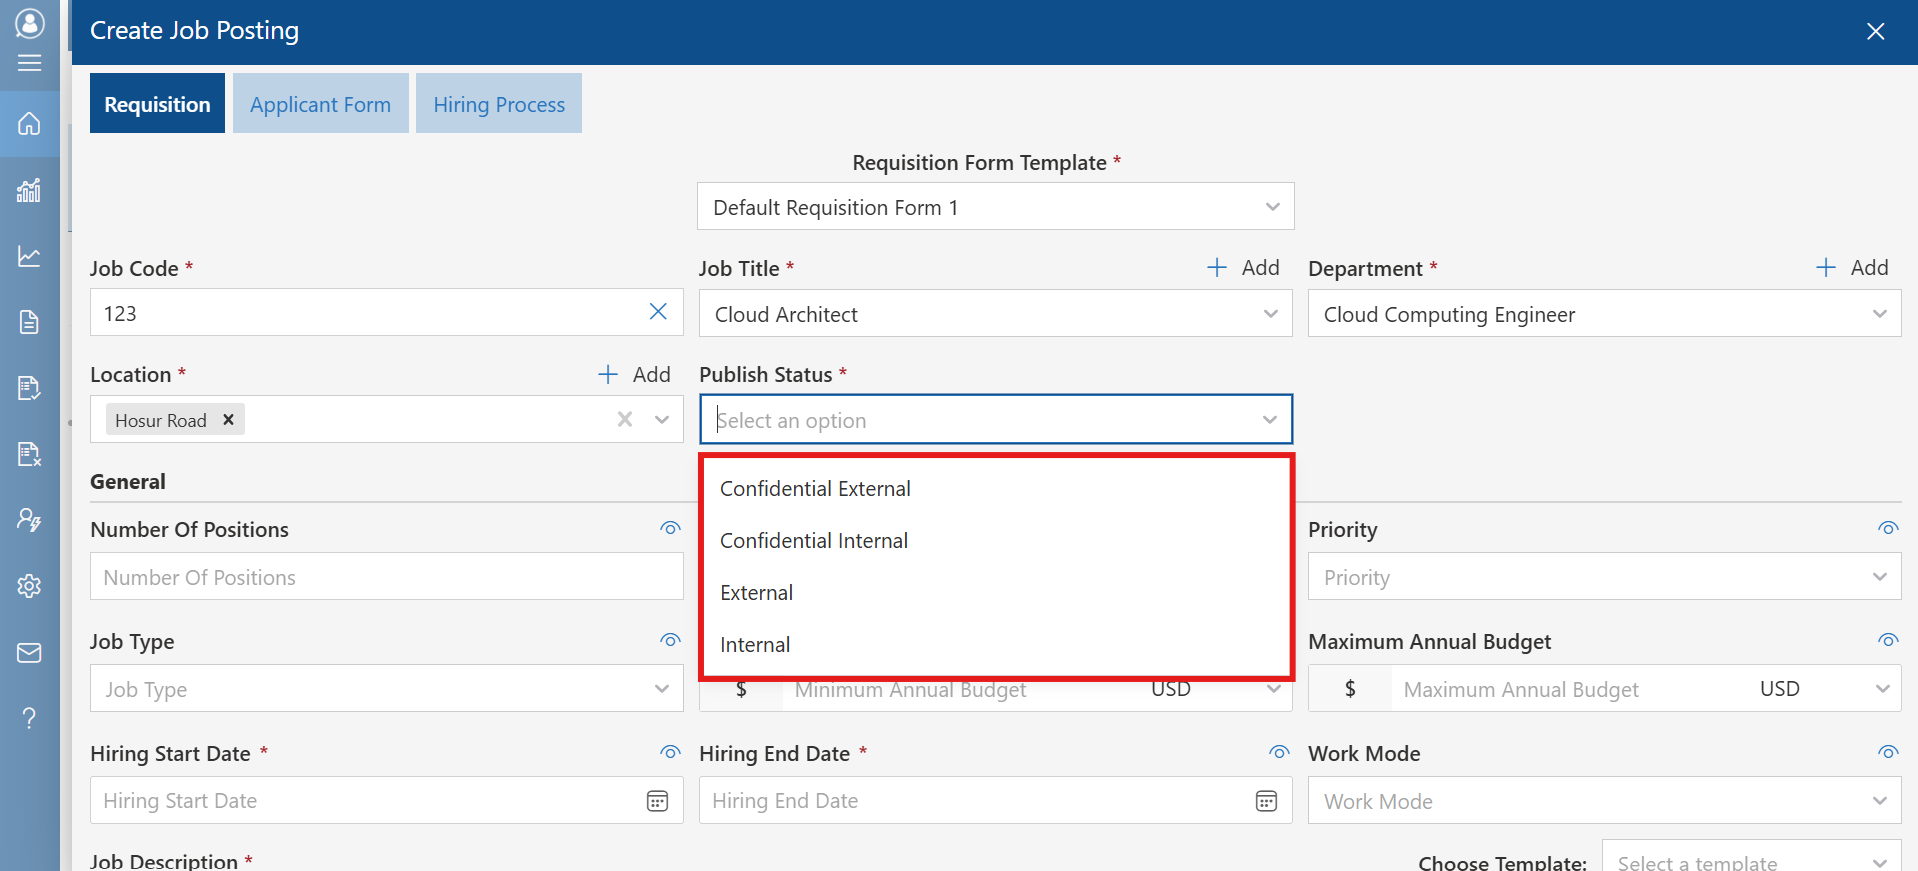 Create Job Posting
Requisition
Applicant Form
Hiring Process
Requisition Form Template *
Default Requisition Form 1
Job Code *
Job Title *
Add
Department *
Add
123
Cloud Architect
Cloud Computing Engineer
Location *
Add
Publish Status *
Hosur Road
Select an option
Confidential External
Confidential Internal
External
Internal
General
Number Of Positions
Priority
Number Of Positions
Priority
Job Type
Maximum Annual Budget
Job Type
$ Minimum Annual Budget USD
$ Maximum Annual Budget USD
Hiring Start Date *
Hiring End Date *
Work Mode
Hiring Start Date
Hiring End Date
Work Mode
Job Description *
Choose Template:
Select a template